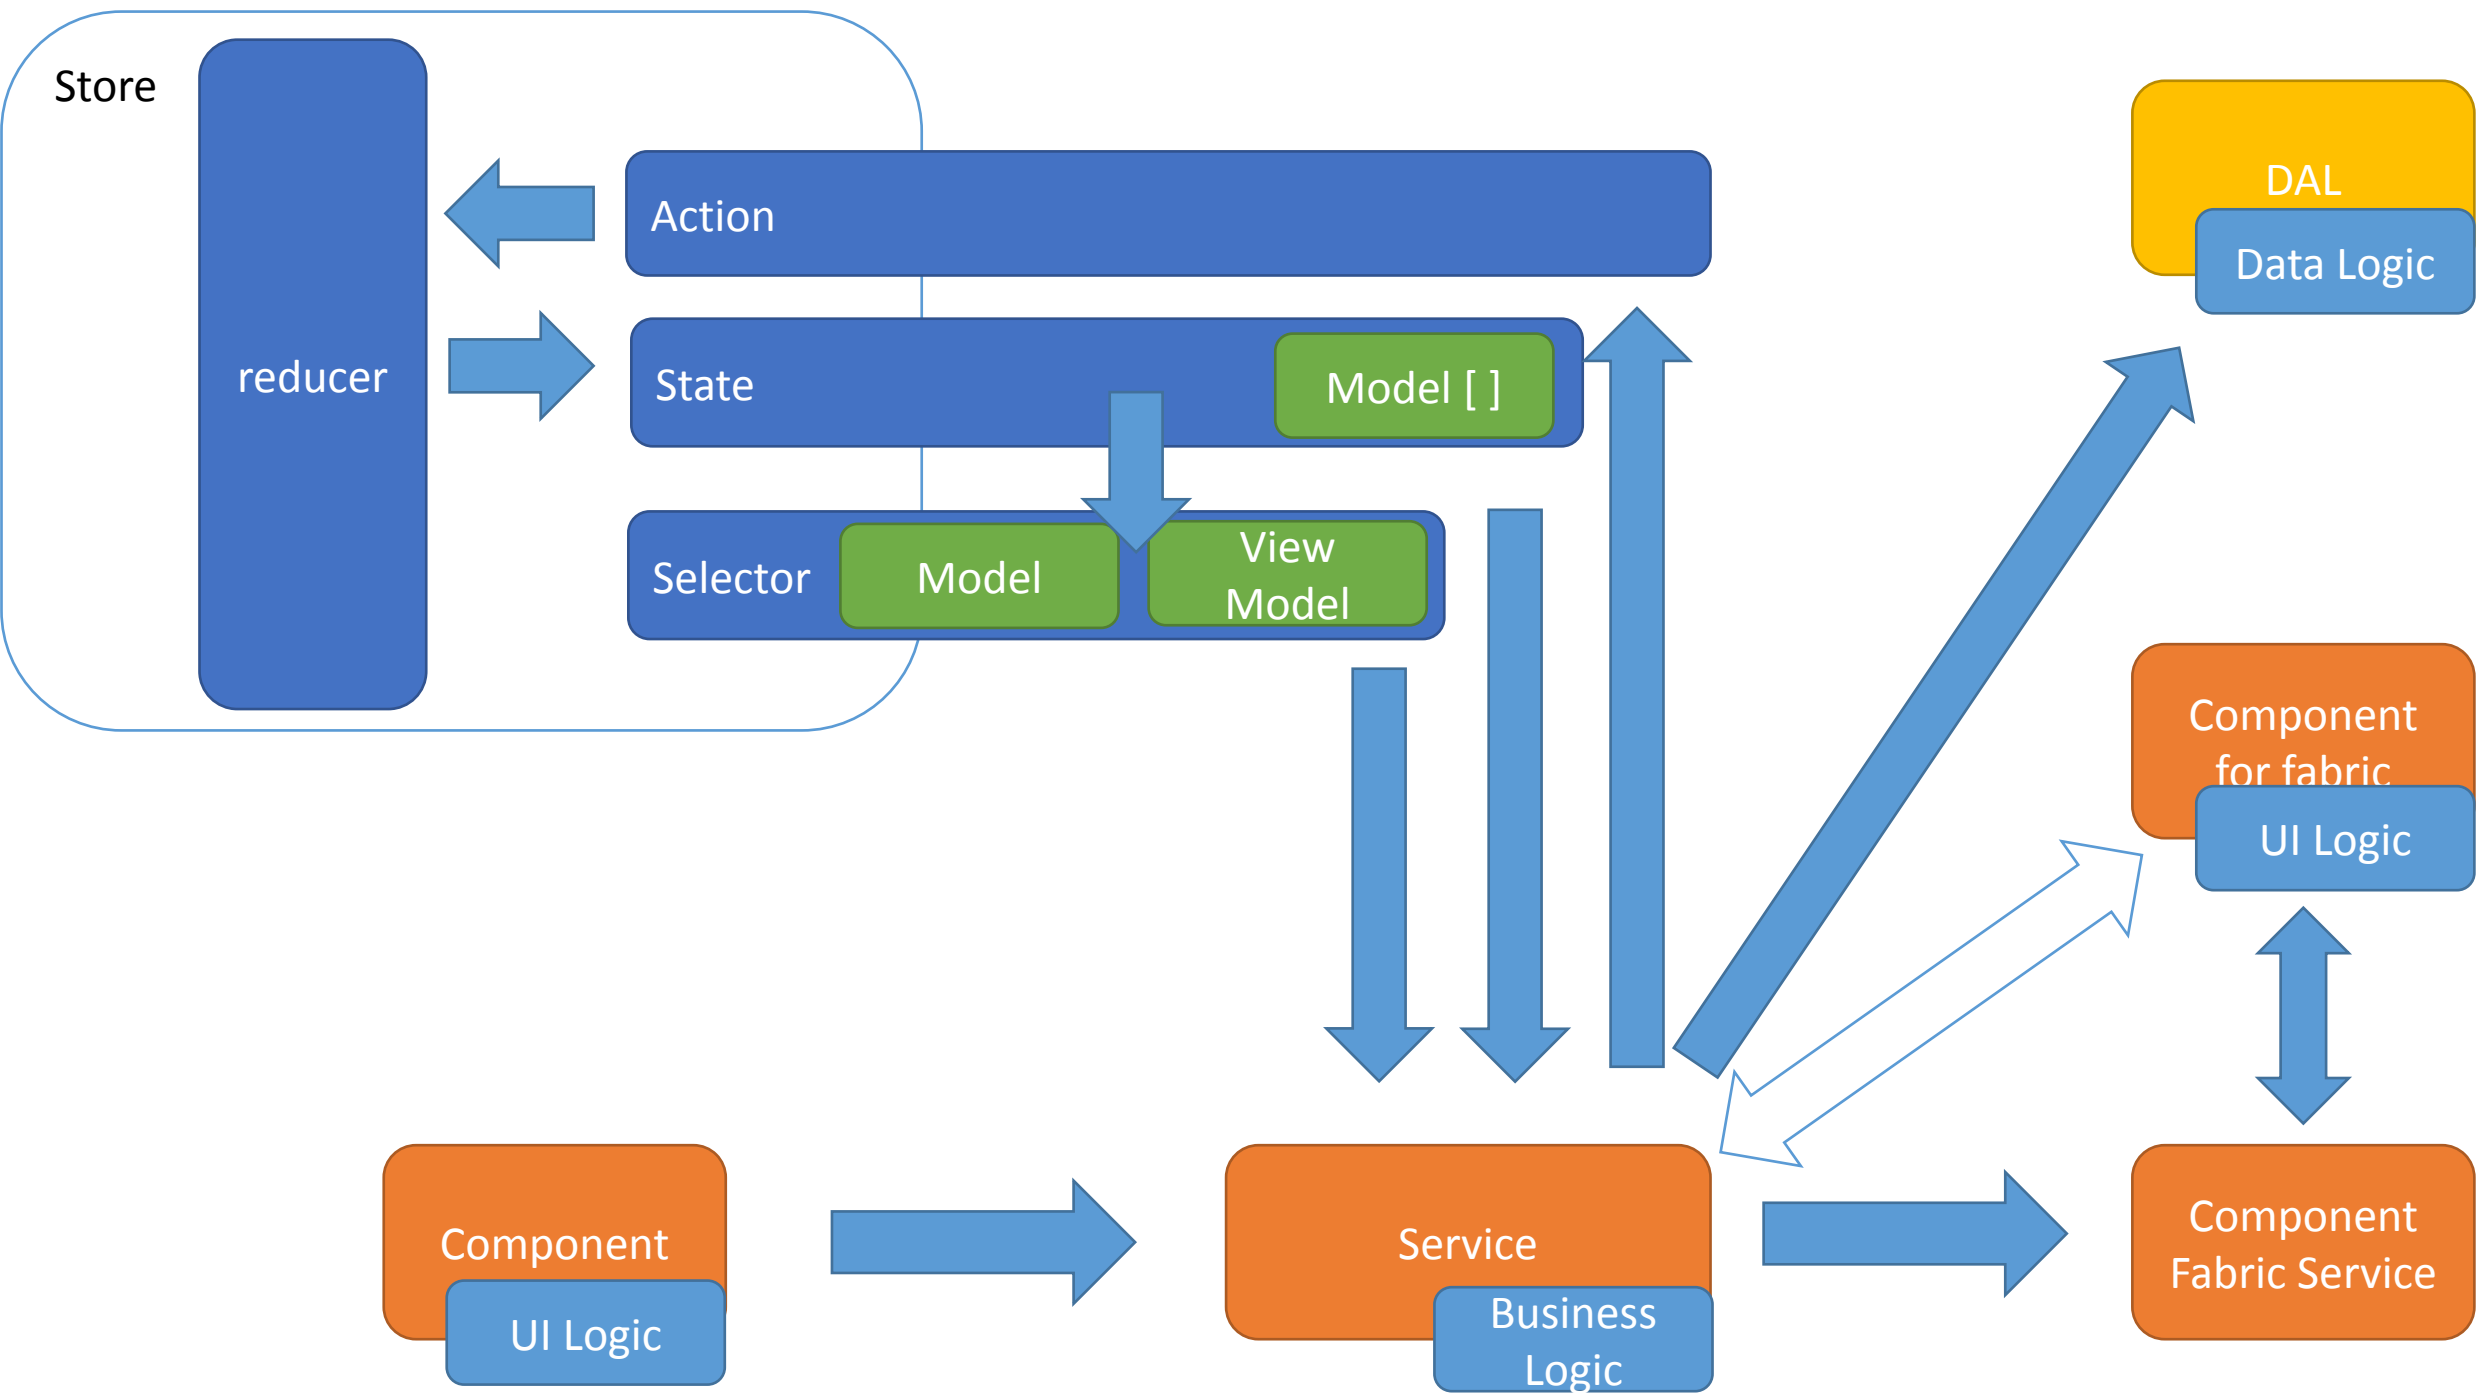 Store
reducer
Action
State
Model [ ]
Selector
Model
View
Model
DAL
Data Logic
Component
for fabric
UI Logic
Component
UI Logic
Service
Business
Logic
Component
Fabric Service